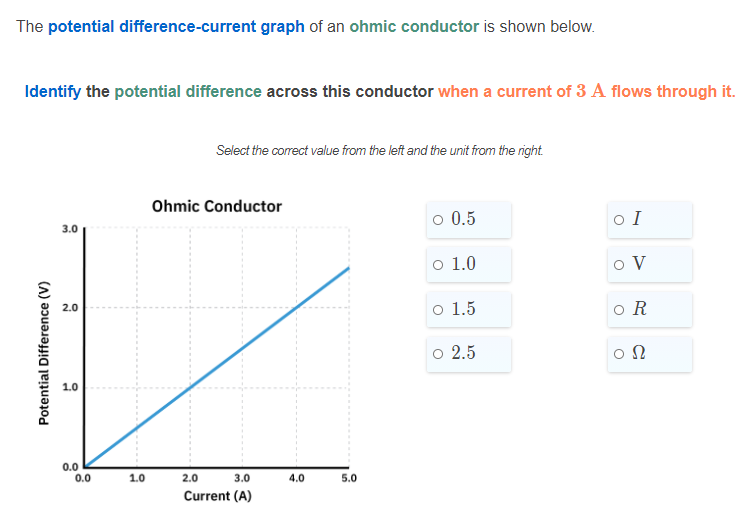 The potential difference-current graph of an ohmic conductor is shown below.
Identify the potential difference across this conductor when a current of 3 A flows through it.
Select the correct value from the left and the unit from the right.
Ohmic Conductor
3.0
2.0
1.0
0.0
Potential Difference (V)
0.0 1.0 2.0 3.0 4.0 5.0
Current (A)
0.5
1.0
1.5
2.5
I
V
R
Ω